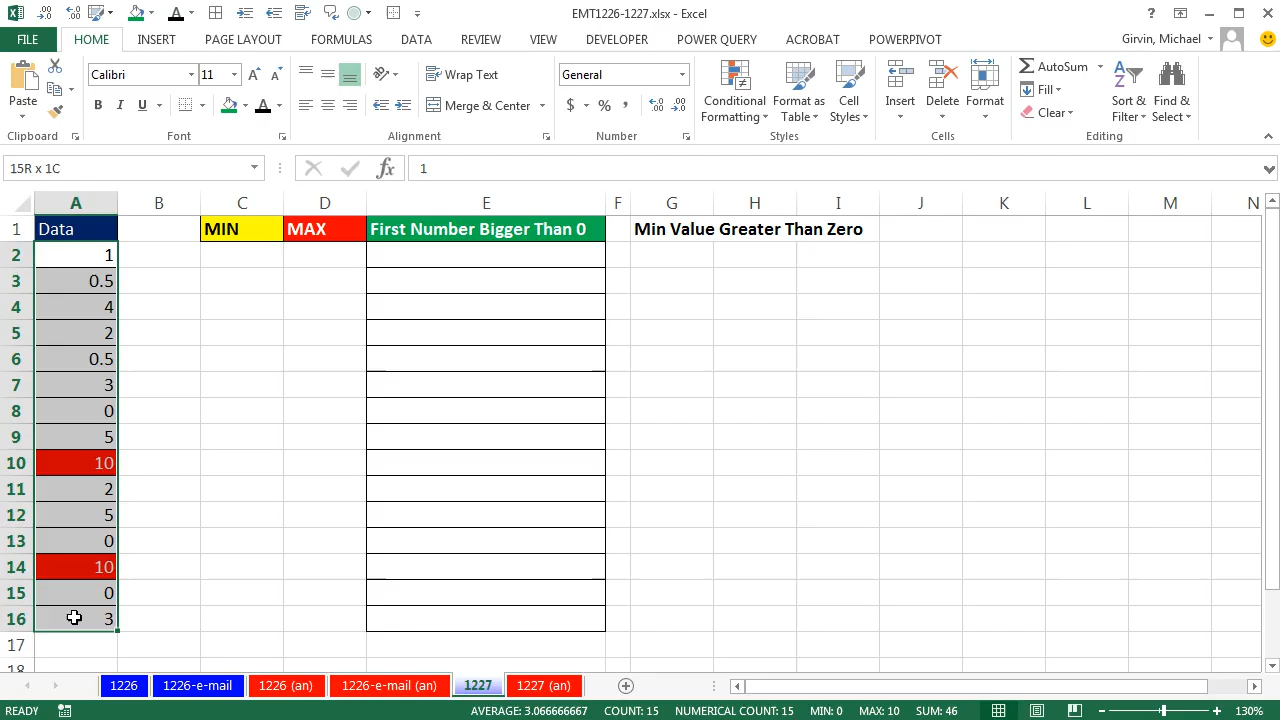 EMT1226-1227.xlsx - Excel
FILE HOME INSERT PAGE LAYOUT FORMULAS DATA REVIEW VIEW DEVELOPER POWER QUERY ACROBAT POWERPIVOT Girvin, Michael
Calibri 11 Wrap Text General AutoSum
Paste Merge & Center $ % , Conditional Formatting Format as Table Cell Styles Insert Delete Format Fill Sort & Filter Find & Select
Clear
Clipboard Font Alignment Number Styles Cells Editing
15R x 1C fx 1
A B C D E F G H I J K L M N
1 Data MIN MAX First Number Bigger Than 0 Min Value Greater Than Zero
2 1
3 0.5
4 4
5 2
6 0.5
7 3
8 0
9 5
10 10
11 2
12 5
13 0
14 10
15 0
16 3
17
18
1226 1226-e-mail 1226 (an) 1226-e-mail (an) 1227 1227 (an)
READY AVERAGE: 3.066666667 COUNT: 15 NUMERICAL COUNT: 15 MIN: 0 MAX: 10 SUM: 46 130%